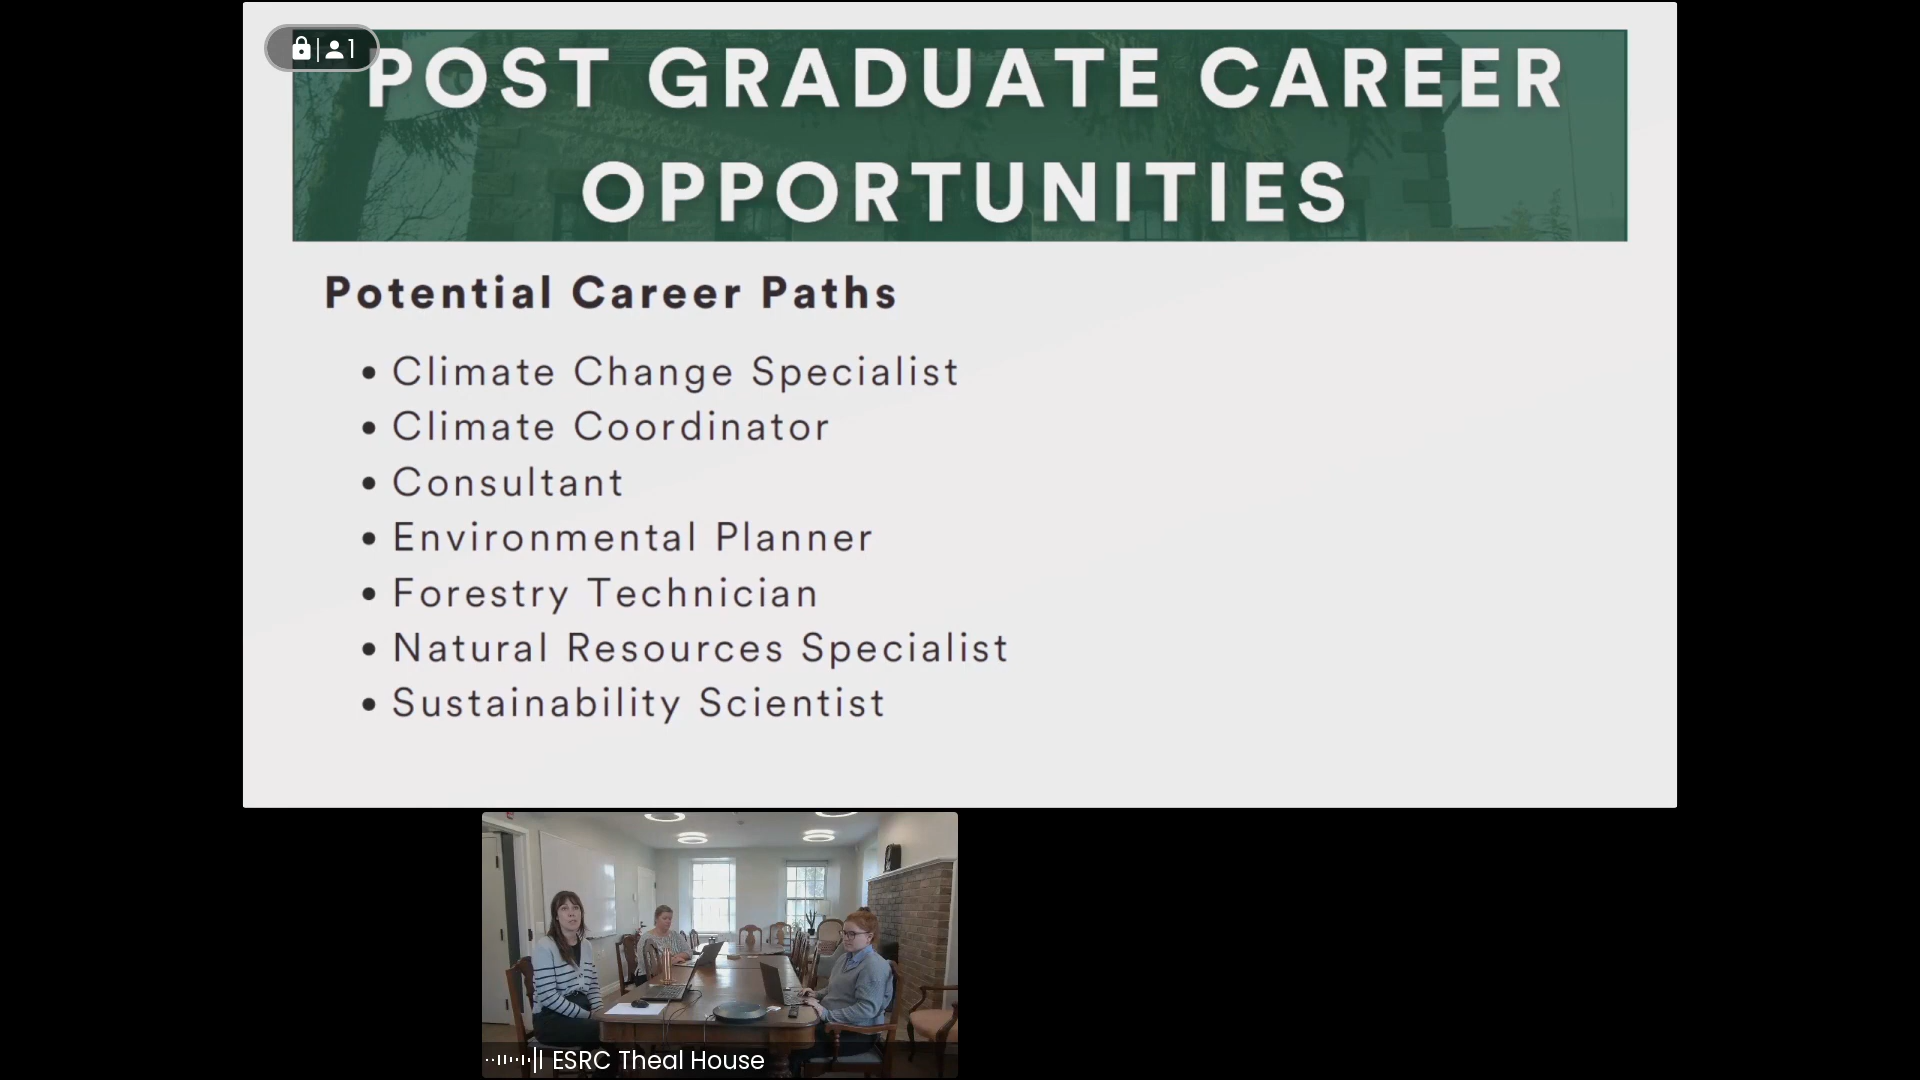 1
POST GRADUATE CAREER
OPPORTUNITIES
Potential Career Paths
• Climate Change Specialist
• Climate Coordinator
• Consultant
• Environmental Planner
• Forestry Technician
• Natural Resources Specialist
• Sustainability Scientist
ESRC Theal House